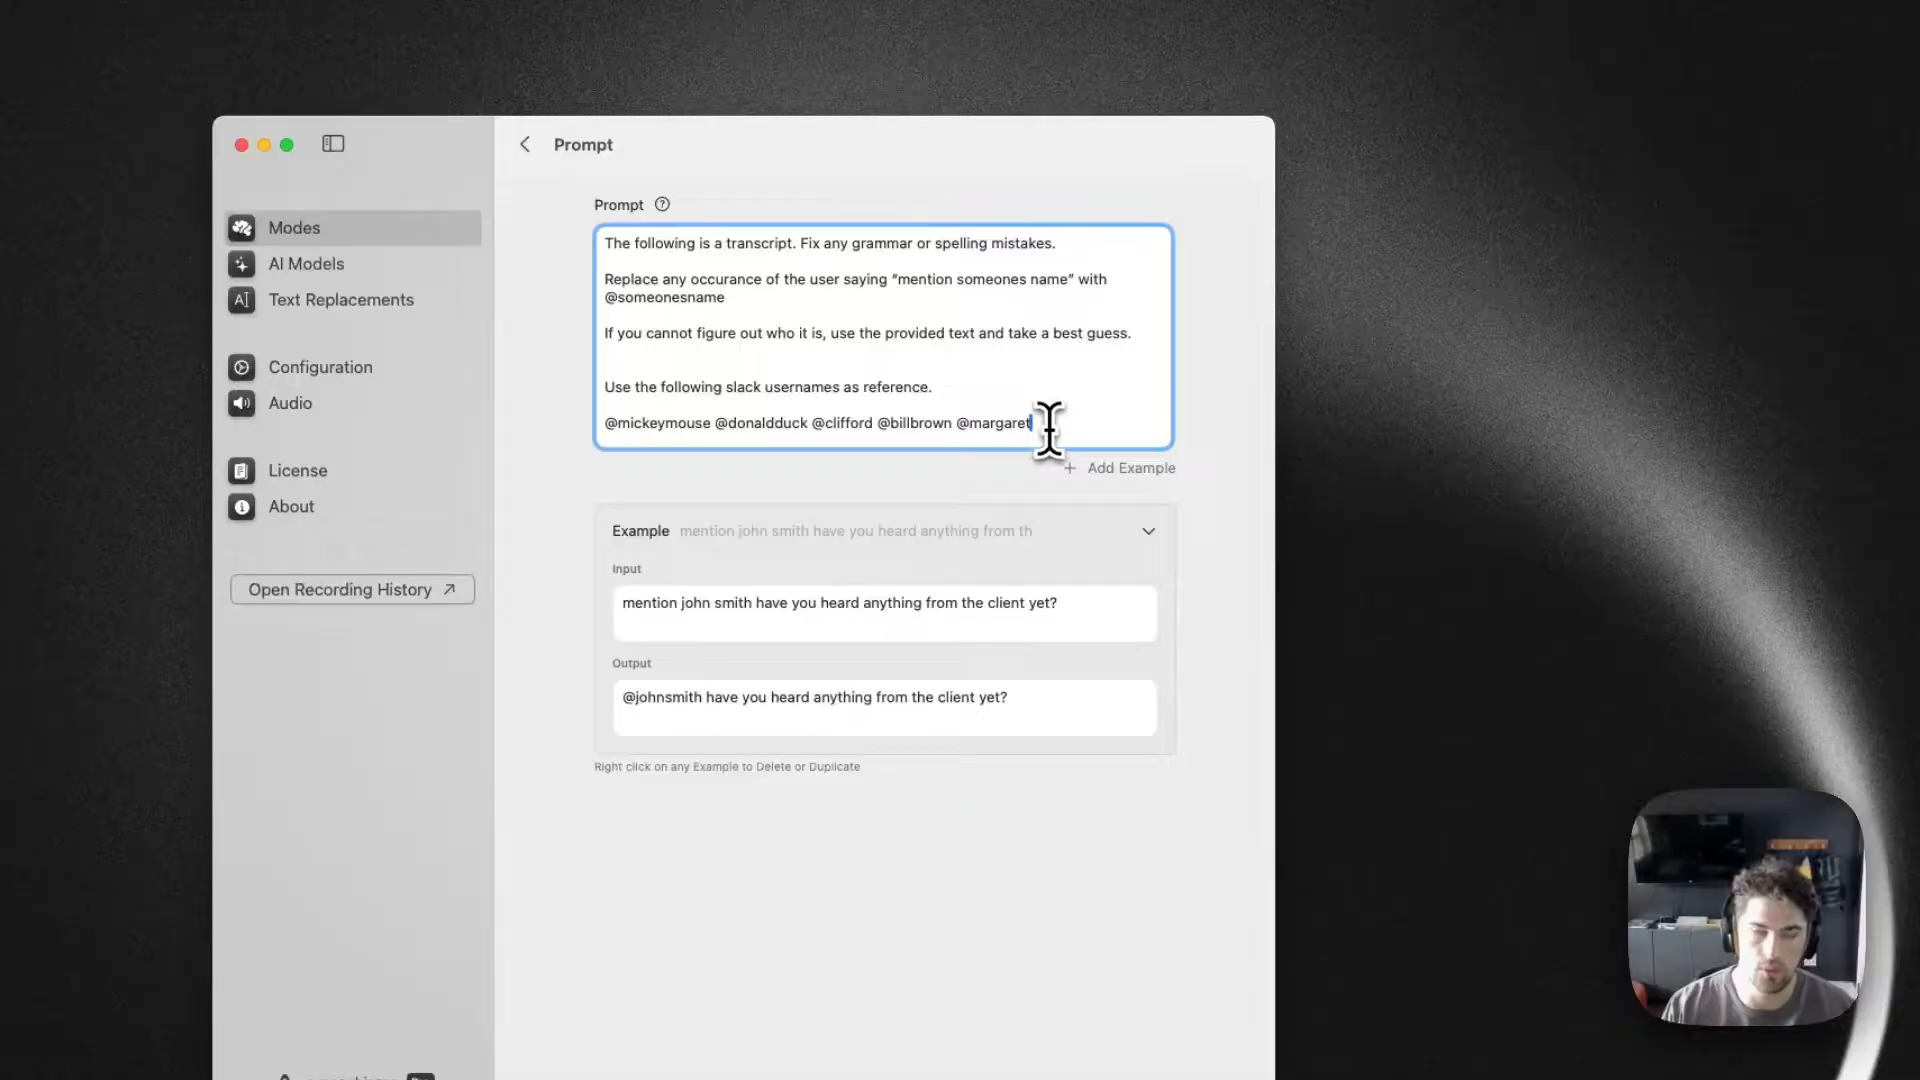 Prompt
Modes
AI Models
Text Replacements
Configuration
Audio
License
About
Open Recording History
Prompt
The following is a transcript. Fix any grammar or spelling mistakes.
Replace any occurance of the user saying “mention someones name” with
@someonesname
If you cannot figure out who it is, use the provided text and take a best guess.
Use the following slack usernames as reference.
@mickeymouse @donaldduck @clifford @billbrown @margaret
Add Example
Example mention john smith have you heard anything from th
Input
mention john smith have you heard anything from the client yet?
Output
@johnsmith have you heard anything from the client yet?
Right click on any Example to Delete or Duplicate